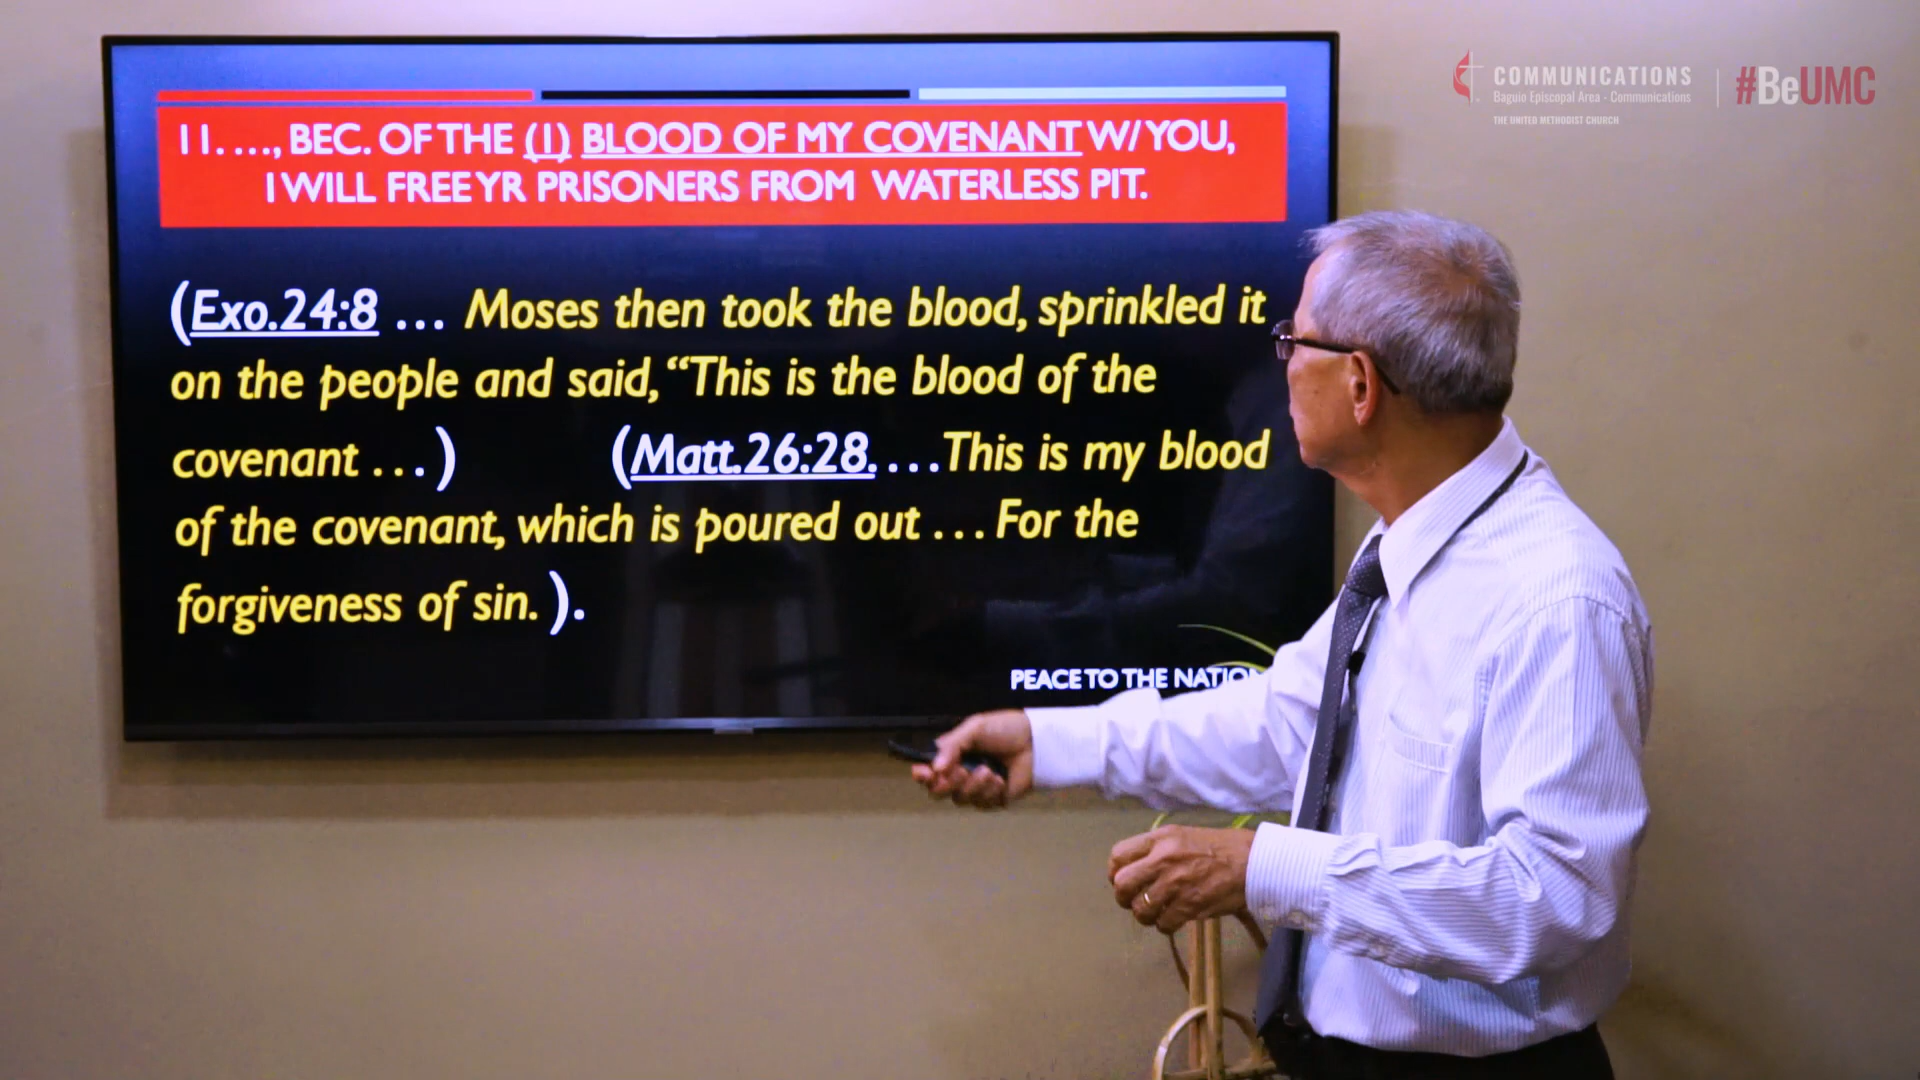 11. ..., BEC. OF THE (1) BLOOD OF MY COVENANT W/ YOU,
I WILL FREE YR PRISONERS FROM WATERLESS PIT.
(Exo.24:8 ... Moses then took the blood, sprinkled it
on the people and said, “This is the blood of the
covenant ...) (Matt.26:28. ...This is my blood
of the covenant, which is poured out ... For the
forgiveness of sin. ).
PEACE TO THE NATION
COMMUNICATIONS
Baguio Episcopal Area - Communications
THE UNITED METHODIST CHURCH
#BeUMC